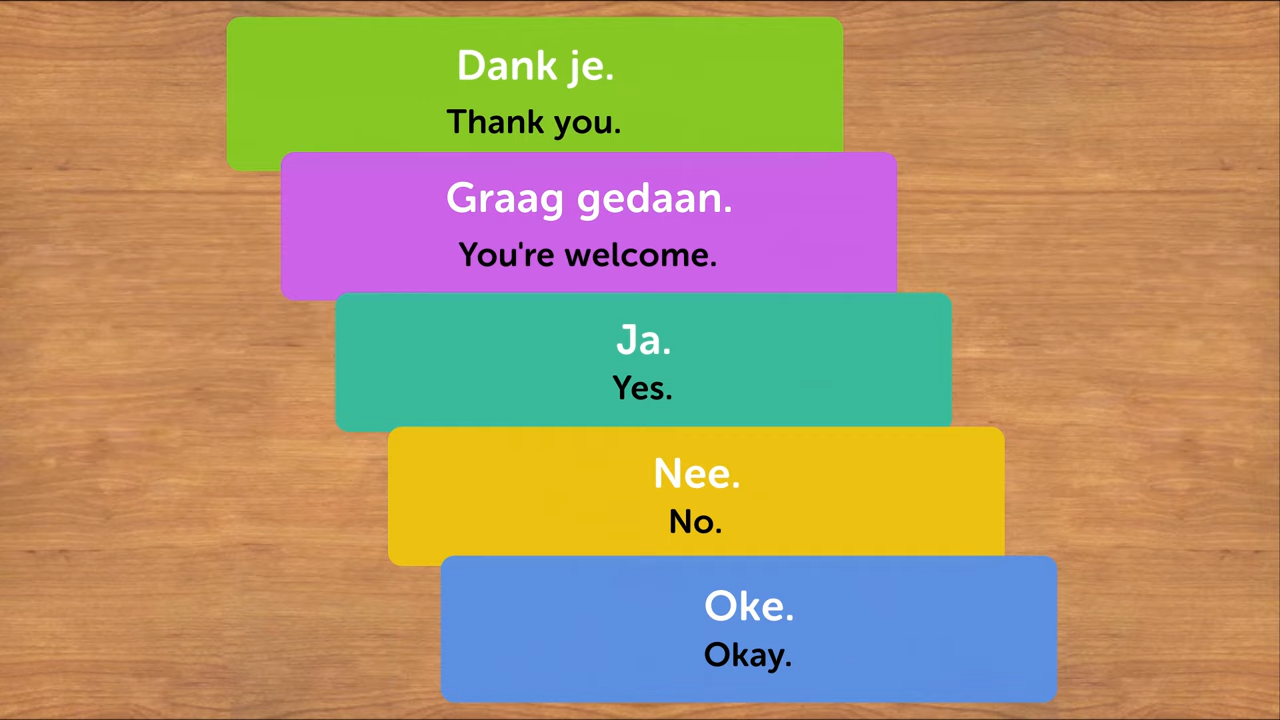 Dank je.
Thank you.
Graag gedaan.
You're welcome.
Ja.
Yes.
Nee.
No.
Oke.
Okay.